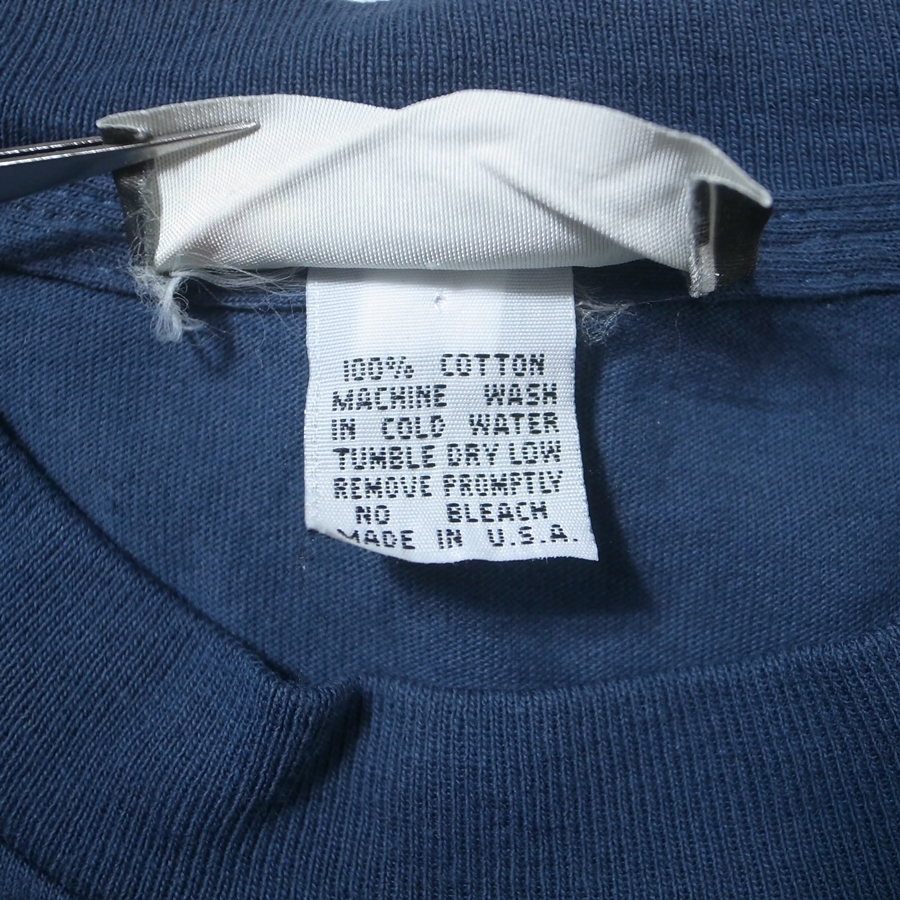 100% COTTON
MACHINE WASH
IN COLD WATER
TUMBLE DRY LOW
REMOVE PROMPTLY
NO BLEACH
MADE IN U.S.A.